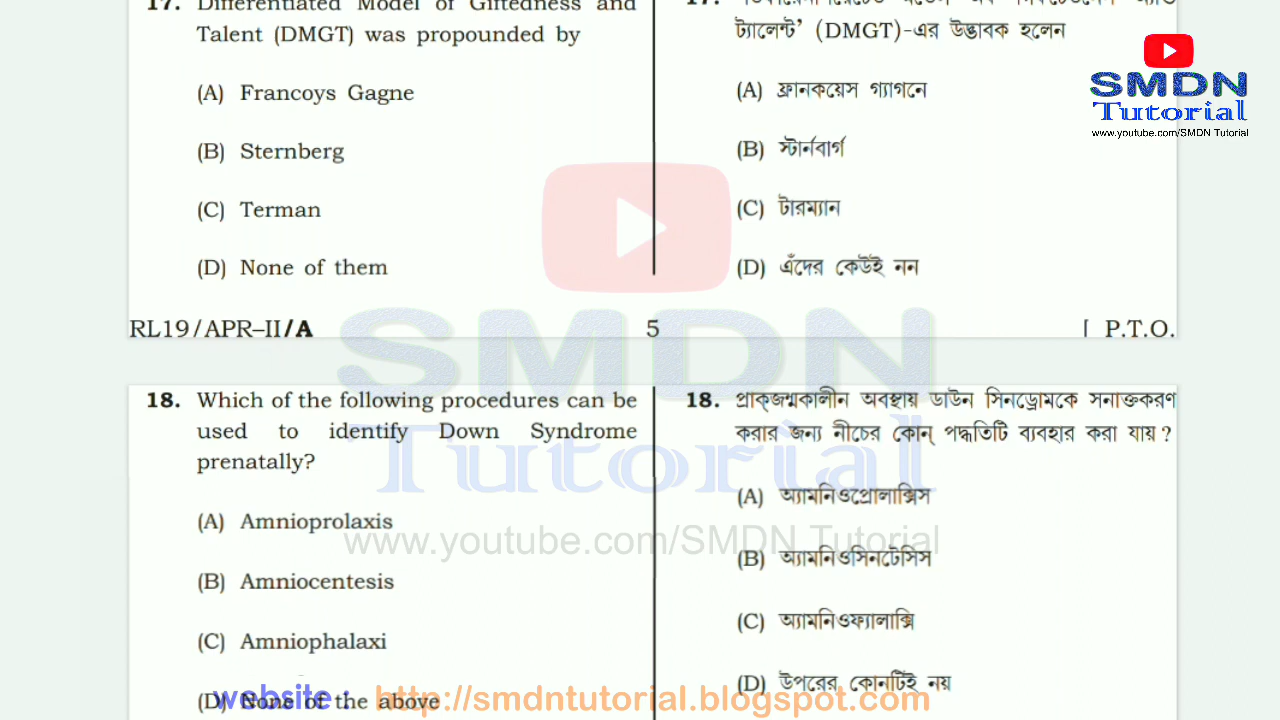 17. Differentiated Model of Giftedness and
Talent (DMGT) was propounded by
(A) Francoys Gagne
(B) Sternberg
(C) Terman
(D) None of them
ট্যালেন্ট’ (DMGT)-এর উদ্ভাবক হলেন
(A) ফ্রানকয়েস গ্যাগনে
(B) স্টার্নবার্গ
(C) টারম্যান
(D) এঁদের কেউই নন
SMDN
Tutorial
www.youtube.com/SMDN Tutorial
RL19/APR–II/A
5
[ P.T.O.
18. Which of the following procedures can be
used to identify Down Syndrome
prenatally?
(A) Amnioprolaxis
(B) Amniocentesis
(C) Amniophalaxi
(D) None of the above
18. প্রাক্‌জন্মকালীন অবস্থায় ডাউন সিনড্রোমকে সনাক্তকরণ
করার জন্য নীচের কোন্ পদ্ধতিটি ব্যবহার করা যায়?
(A) অ্যামনিওপ্রোলাক্সিস
(B) অ্যামনিওসিনটেসিস
(C) অ্যামনিওফ্যালাক্সি
(D) উপরের কোনটিই নয়
SMDN
Tutorial
www.youtube.com/SMDN Tutorial
website : http://smdntutorial.blogspot.com